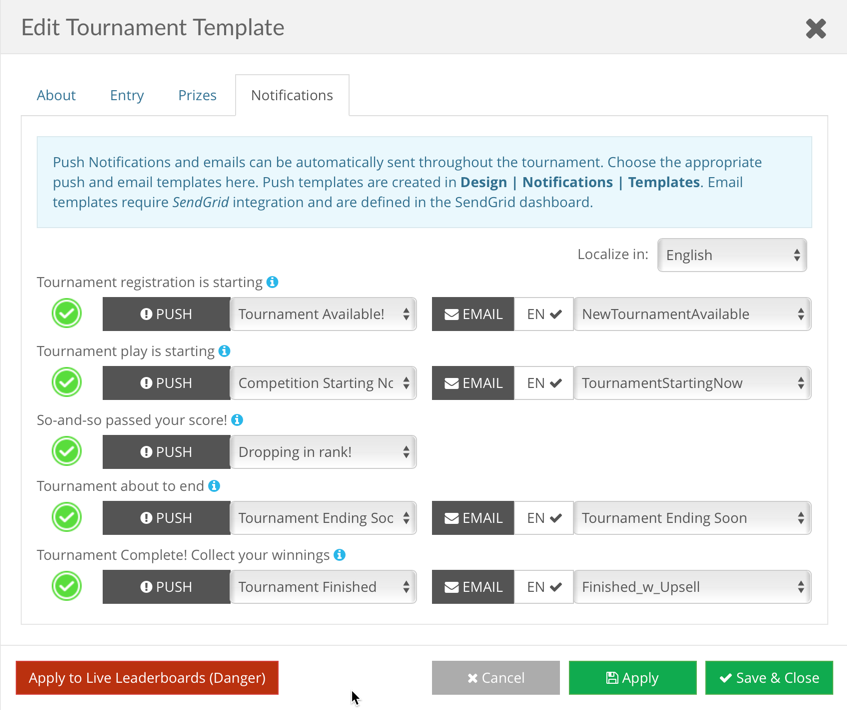 Edit Tournament Template
About Entry Prizes Notifications
Push Notifications and emails can be automatically sent throughout the tournament. Choose the appropriate
push and email templates here. Push templates are created in Design | Notifications | Templates. Email
templates require SendGrid integration and are defined in the SendGrid dashboard.
Localize in: English
Tournament registration is starting
PUSH Tournament Available! EMAIL EN NewTournamentAvailable
Tournament play is starting
PUSH Competition Starting Nc EMAIL EN TournamentStartingNow
So-and-so passed your score!
PUSH Dropping in rank!
Tournament about to end
PUSH Tournament Ending Soc EMAIL EN Tournament Ending Soon
Tournament Complete! Collect your winnings
PUSH Tournament Finished EMAIL EN Finished_w_Upsell
Apply to Live Leaderboards (Danger) Cancel Apply Save & Close